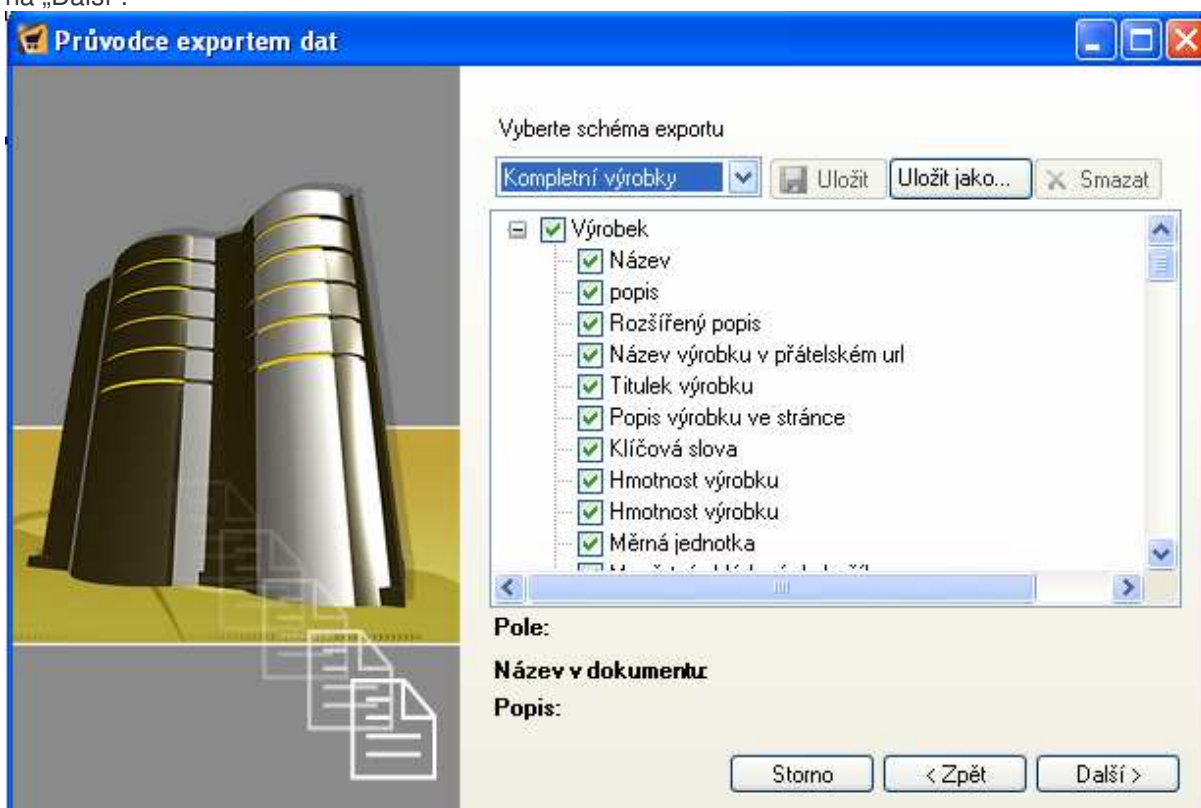 na „Další“.
Průvodce exportem dat
Vyberte schéma exportu
Kompletní výrobky
Uložit
Uložit jako...
Smazat
Výrobek
Název
popis
Rozšířený popis
Název výrobku v přátelském url
Titulek výrobku
Popis výrobku ve stránce
Klíčová slova
Hmotnost výrobku
Hmotnost výrobku
Měrná jednotka
Pole:
Název v dokumentu:
Popis:
Storno
< Zpět
Další >